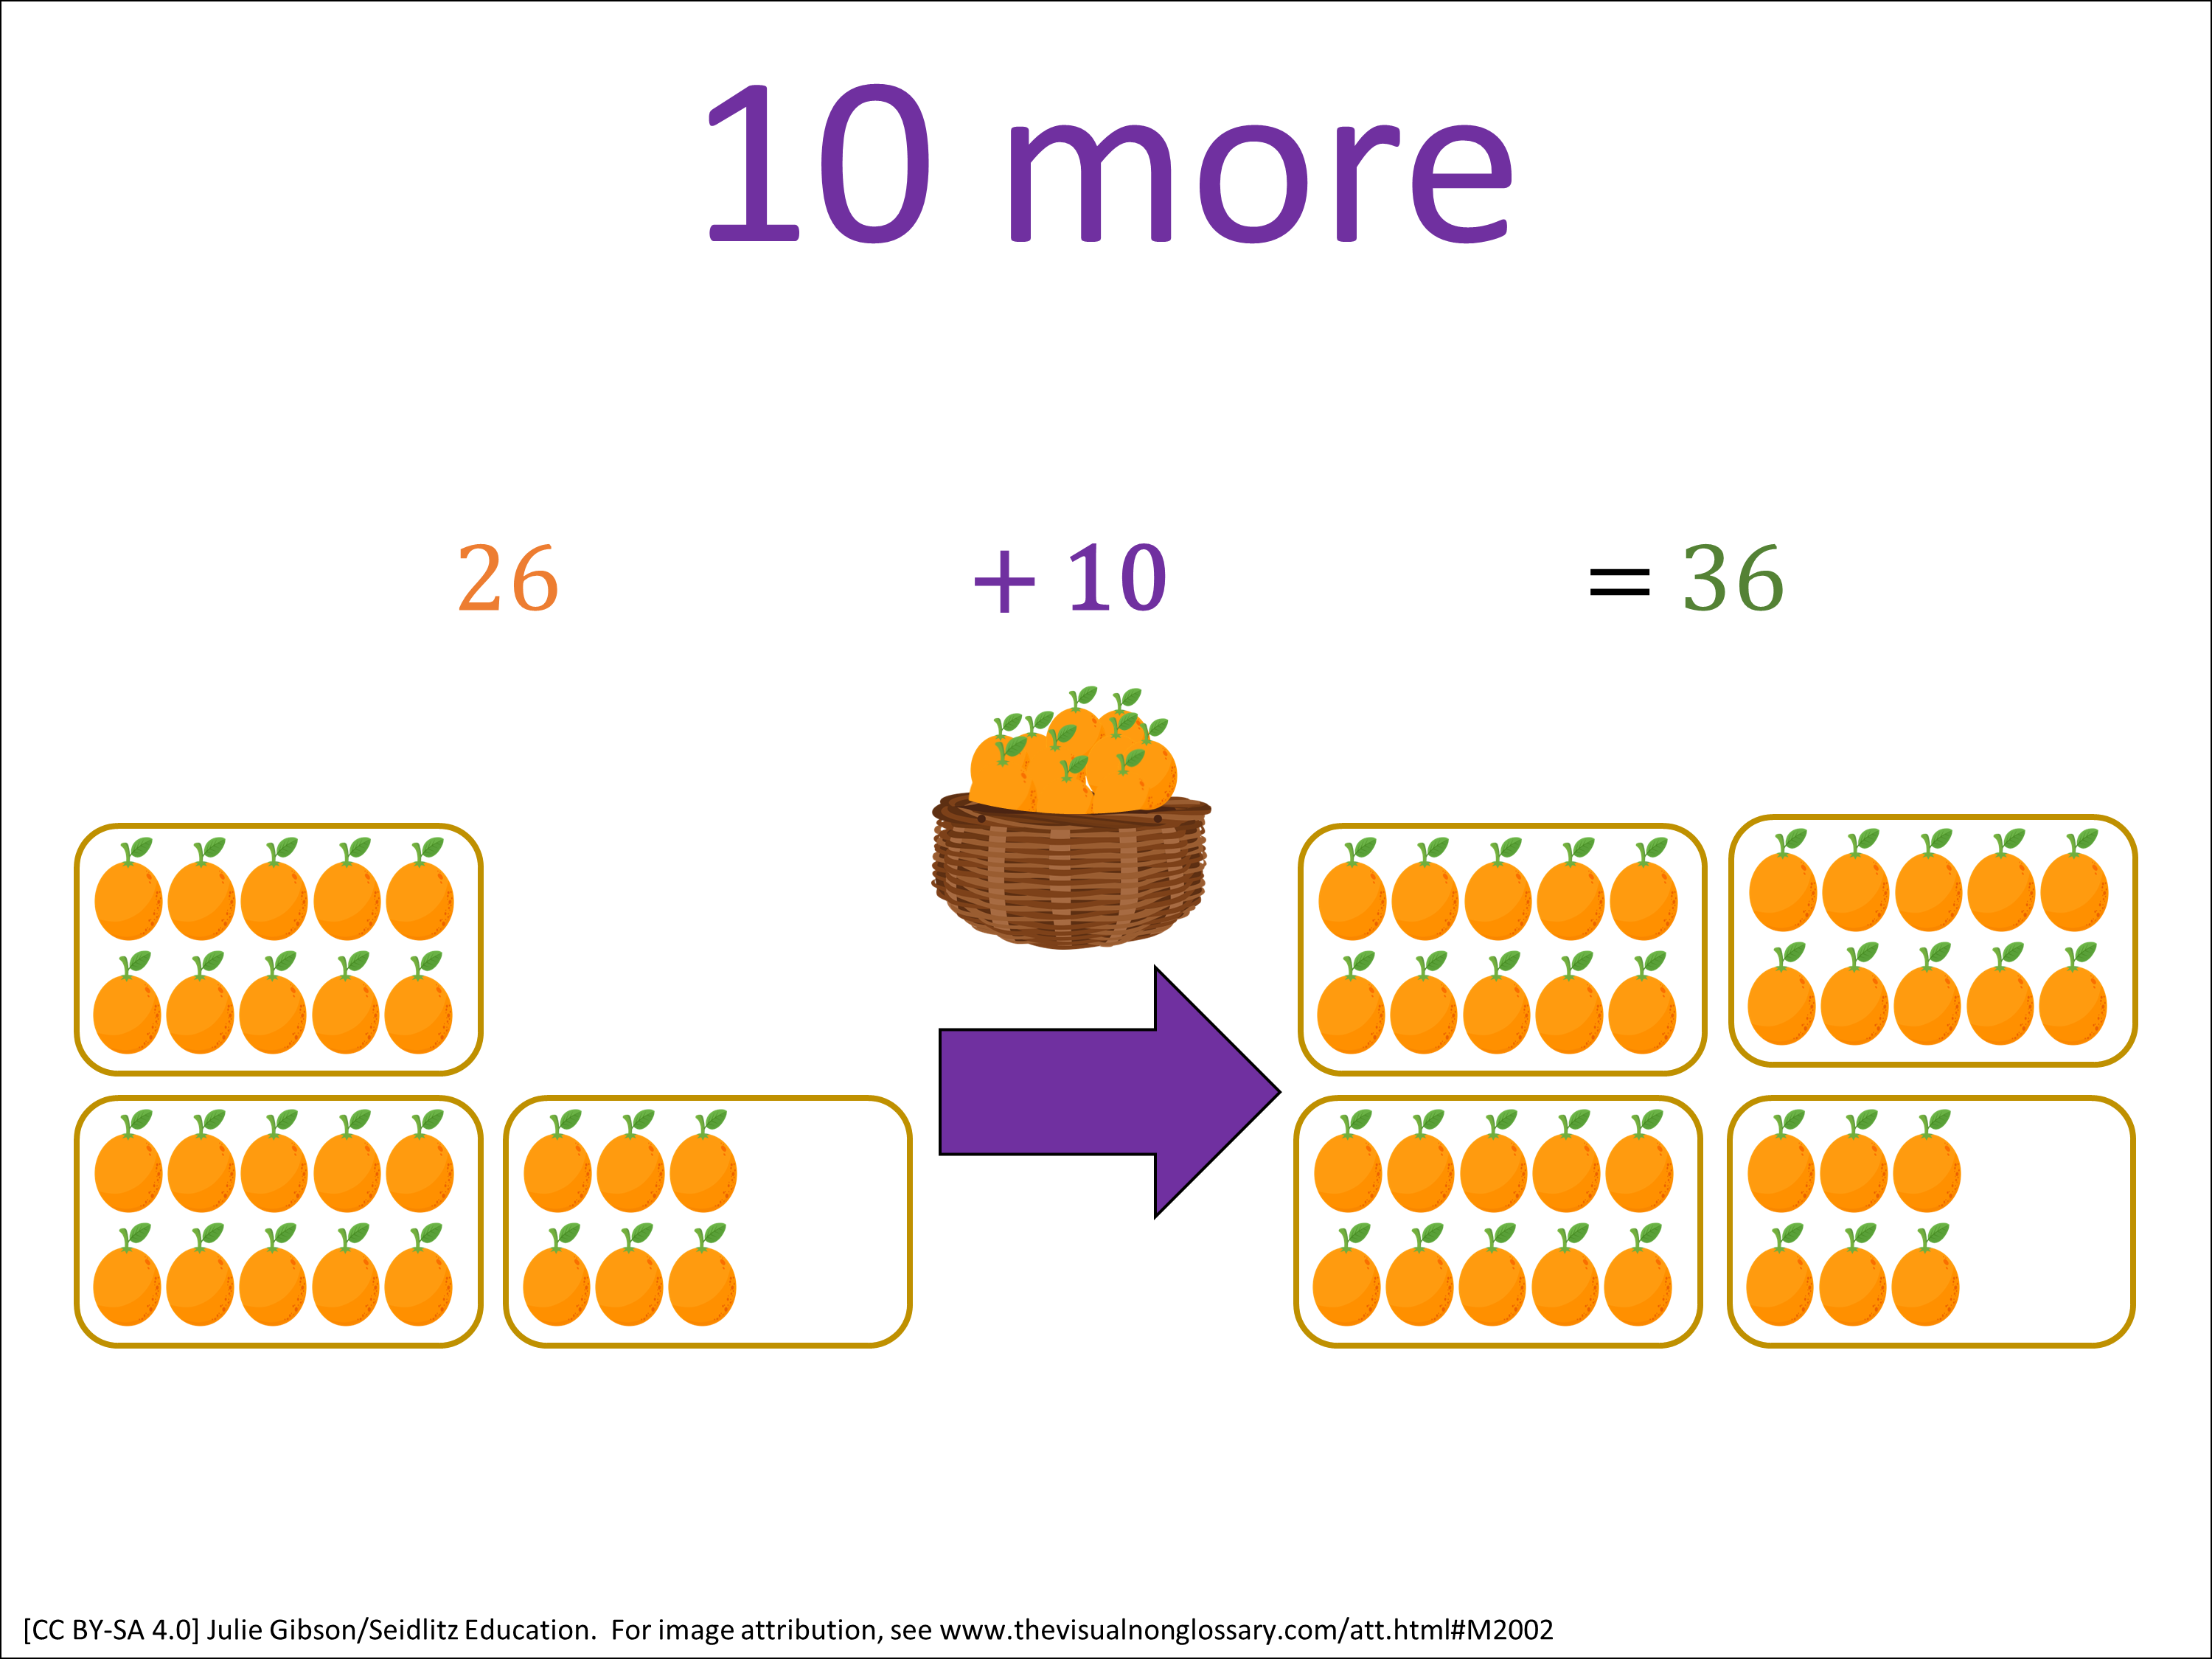 10 more
26 + 10 = 36
[CC BY-SA 4.0] Julie Gibson/Seidlitz Education.  For image attribution, see www.thevisualnonglossary.com/att.html#M2002